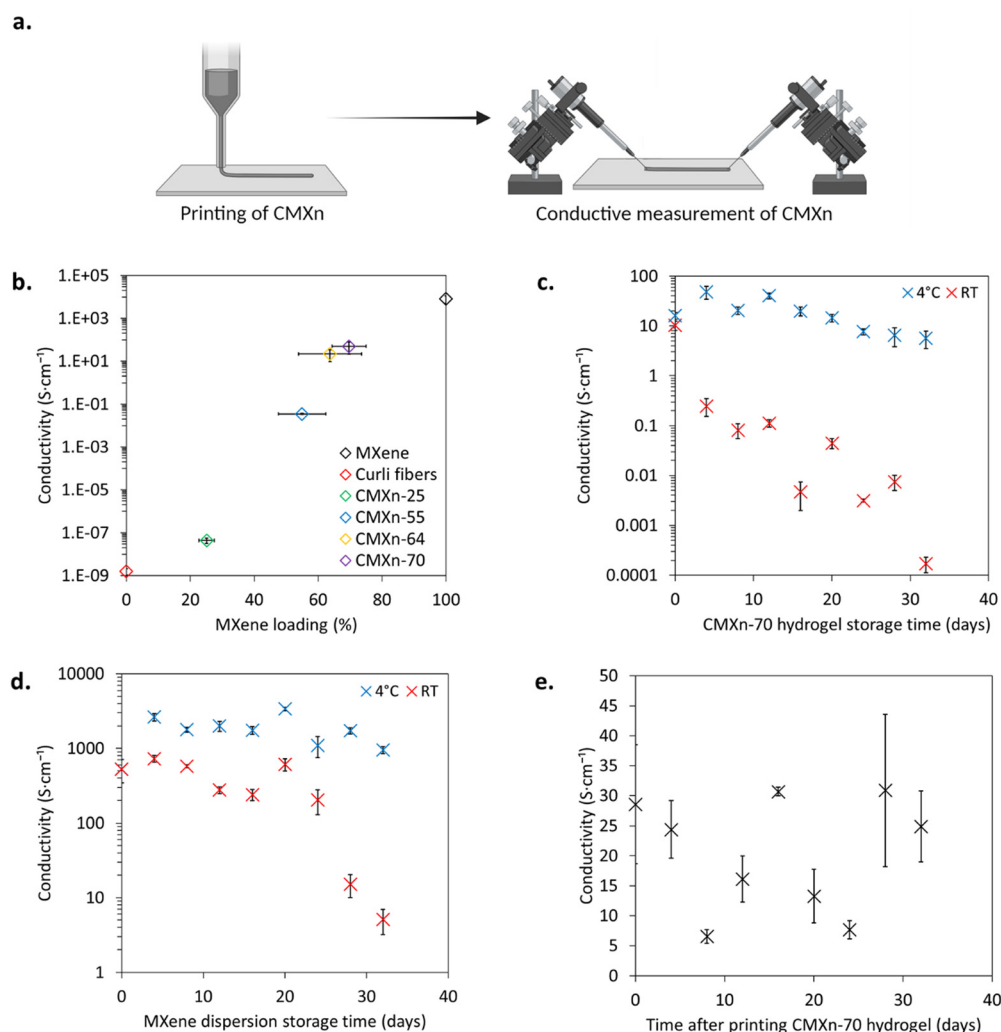 a.
Printing of CMXn
Conductive measurement of CMXn
b.
Conductivity (S·cm⁻¹)
1.E+05
1.E+03
1.E+01
1.E-01
1.E-03
1.E-05
1.E-07
1.E-09
MXene
Curli fibers
CMXn-25
CMXn-55
CMXn-64
CMXn-70
0 20 40 60 80 100
MXene loading (%)
c.
Conductivity (S·cm⁻¹)
4°C RT
100
10
1
0.1
0.01
0.001
0.0001
0 10 20 30 40
CMXn-70 hydrogel storage time (days)
d.
Conductivity (S·cm⁻¹)
4°C RT
10000
1000
100
10
1
0 10 20 30 40
MXene dispersion storage time (days)
e.
Conductivity (S·cm⁻¹)
50
45
40
35
30
25
20
15
10
5
0
0 10 20 30 40
Time after printing CMXn-70 hydrogel (days)